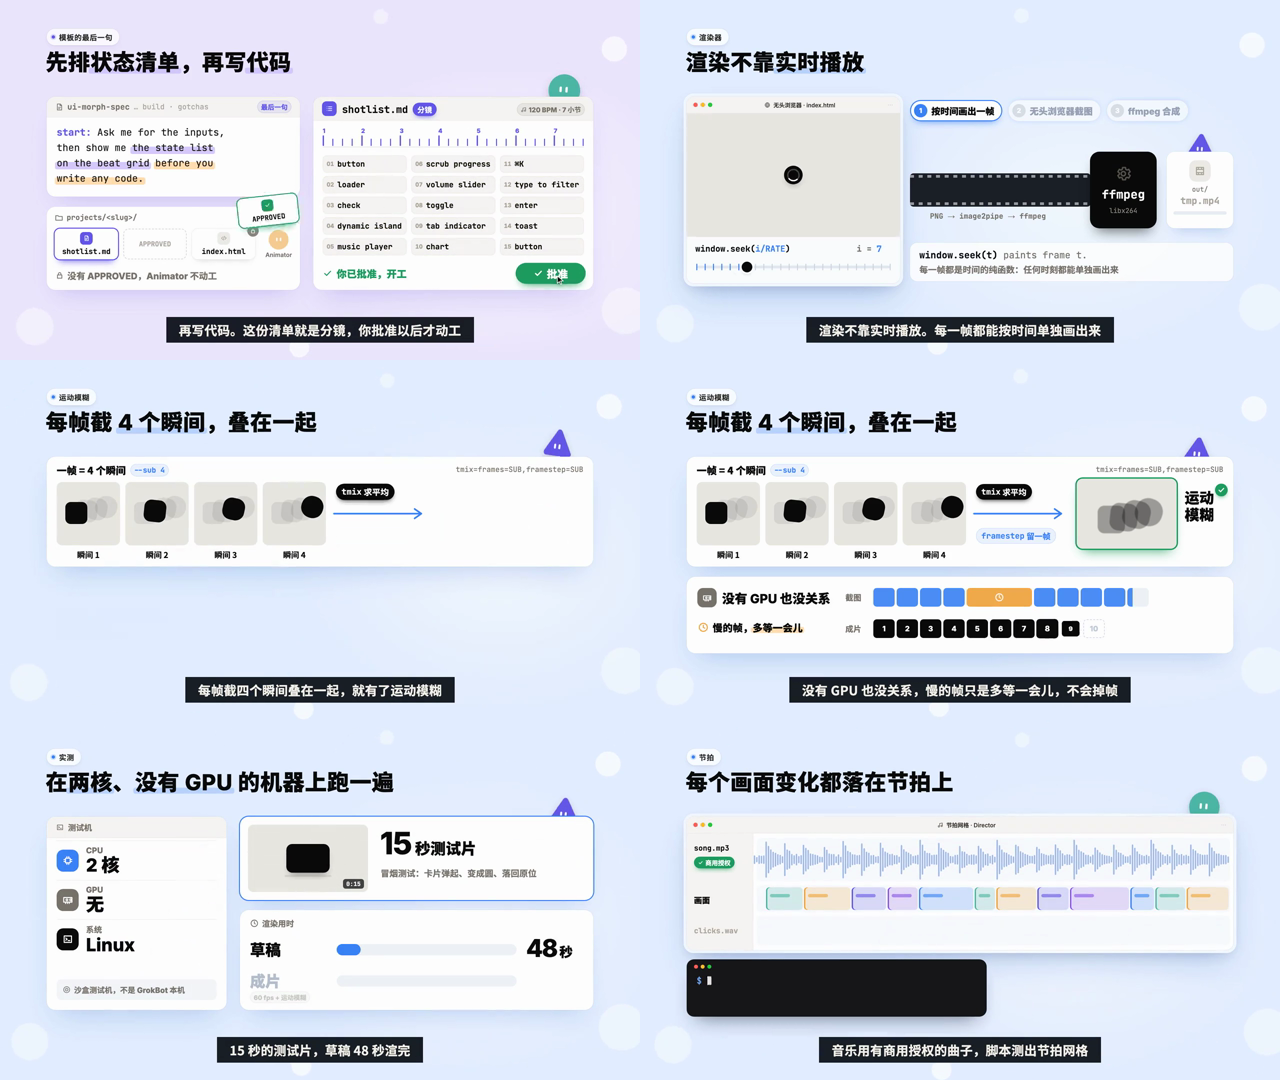 模板的最后一句
先排状态清单，再写代码
ui-morph-spec … build · gotchas
最后一句
start: Ask me for the inputs,
then show me the state list
on the beat grid before you
write any code.
projects/<slug>/
APPROVED
shotlist.md
APPROVED
index.html
Animator
没有 APPROVED，Animator 不动工
shotlist.md 分镜
120 BPM · 7 小节
1 2 3 4 5 6 7
01 button
06 scrub progress
11 ⌘K
02 loader
07 volume slider
12 type to filter
03 check
08 toggle
13 enter
04 dynamic island
09 tab indicator
14 toast
05 music player
10 chart
15 button
你已批准，开工
批准
再写代码。这份清单就是分镜，你批准以后才动工
渲染器
渲染不靠实时播放
无头浏览器 · index.html
1 按时间画出一帧
2 无头浏览器截图
3 ffmpeg 合成
ffmpeg
libx264
out/
tmp.mp4
PNG → image2pipe → ffmpeg
window.seek(i/RATE)
i = 7
window.seek(t) paints frame t.
每一帧都是时间的纯函数：任何时刻都能单独画出来
渲染不靠实时播放。每一帧都能按时间单独画出来
运动模糊
每帧截 4 个瞬间，叠在一起
一帧 = 4 个瞬间 --sub 4
tmix=frames=SUB,framestep=SUB
tmix 求平均
瞬间 1
瞬间 2
瞬间 3
瞬间 4
每帧截四个瞬间叠在一起，就有了运动模糊
运动模糊
每帧截 4 个瞬间，叠在一起
一帧 = 4 个瞬间 --sub 4
tmix=frames=SUB,framestep=SUB
tmix 求平均
framestep 留一帧
运动
模糊
瞬间 1
瞬间 2
瞬间 3
瞬间 4
没有 GPU 也没关系
截图
慢的帧，多等一会儿
成片
1 2 3 4 5 6 7 8 9 10
没有 GPU 也没关系，慢的帧只是多等一会儿，不会掉帧
实测
在两核、没有 GPU 的机器上跑一遍
测试机
CPU
2 核
GPU
无
系统
Linux
沙盒测试机，不是 GrokBot 本机
0:15
15 秒测试片
冒烟测试：卡片弹起、变成圆、落回原位
渲染用时
草稿
48 秒
成片
60 fps + 运动模糊
15 秒的测试片，草稿 48 秒渲完
节拍
每个画面变化都落在节拍上
节拍网格 · Director
song.mp3
商用授权
画面
clicks.wav
$
音乐用有商用授权的曲子，脚本测出节拍网格